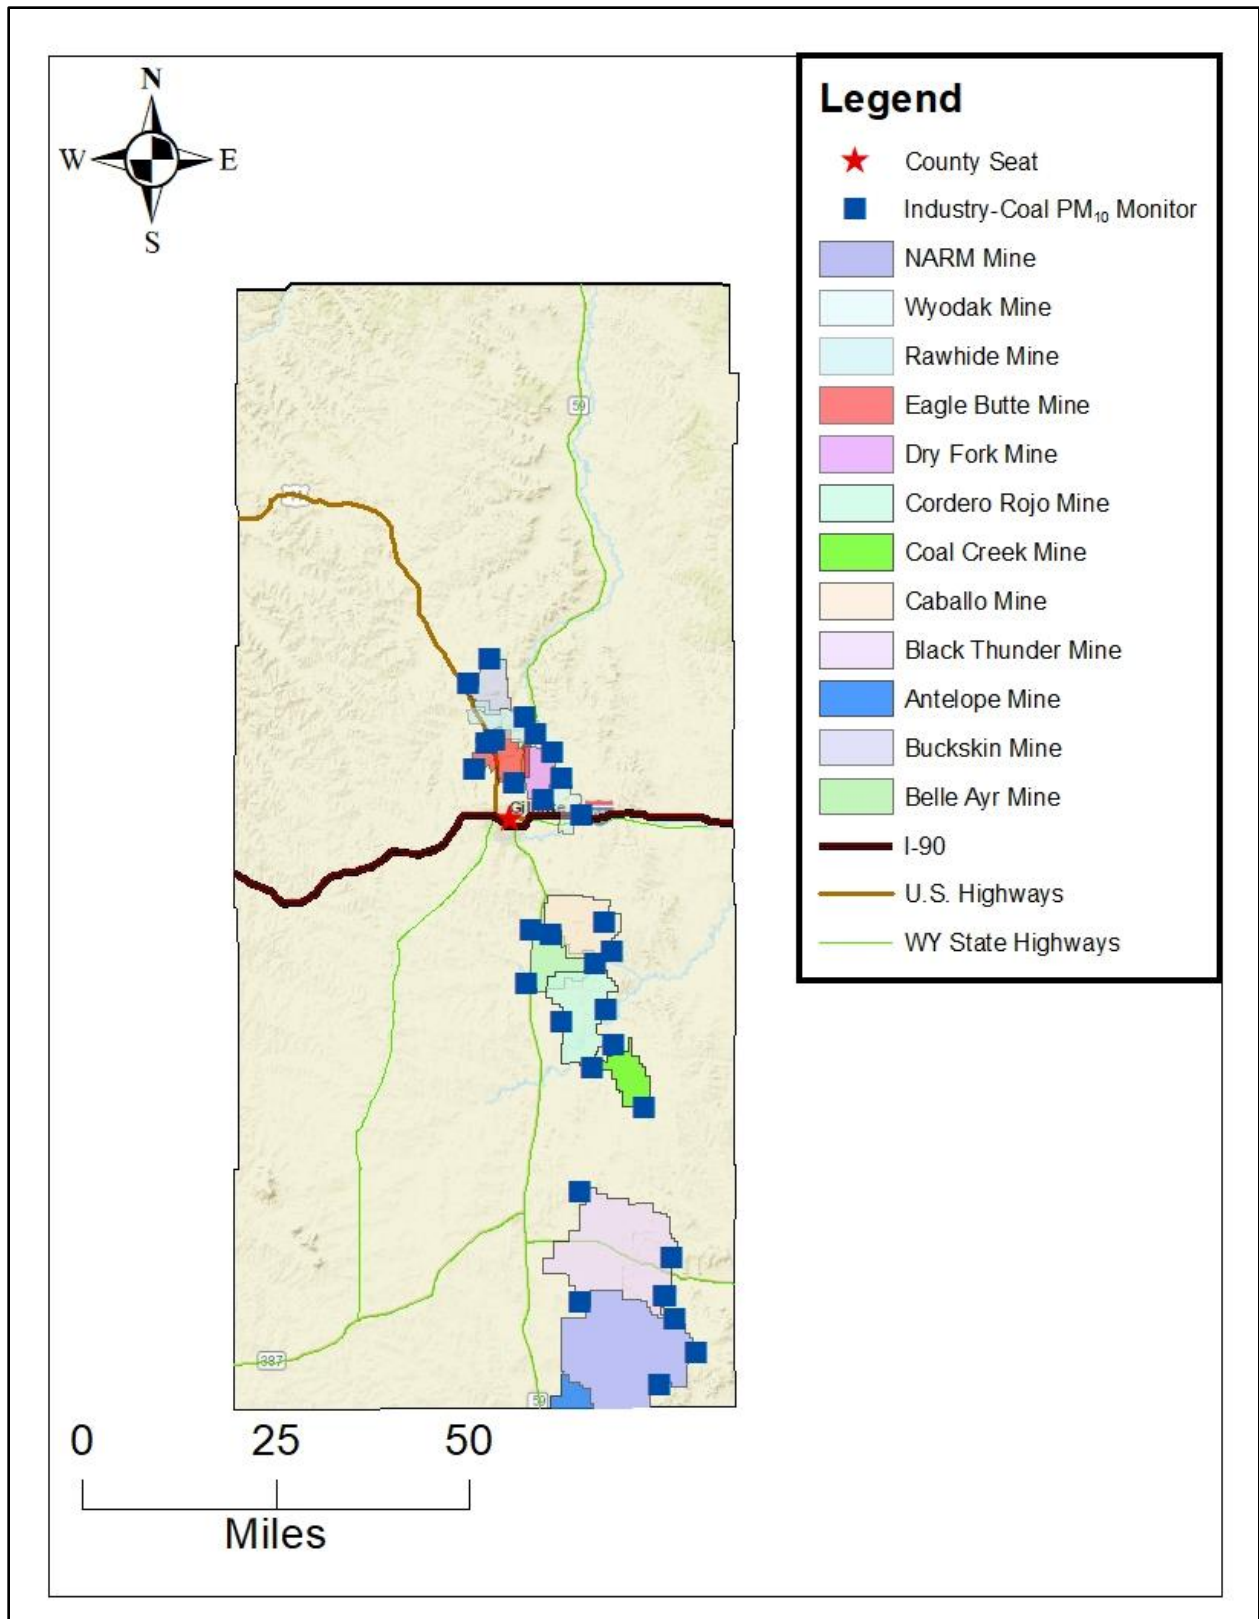 N
W E
S
Legend
County Seat
Industry-Coal PM₁₀ Monitor
NARM Mine
Wyodak Mine
Rawhide Mine
Eagle Butte Mine
Dry Fork Mine
Cordero Rojo Mine
Coal Creek Mine
Caballo Mine
Black Thunder Mine
Antelope Mine
Buckskin Mine
Belle Ayr Mine
I-90
U.S. Highways
WY State Highways
59
387
59
0 25 50
Miles